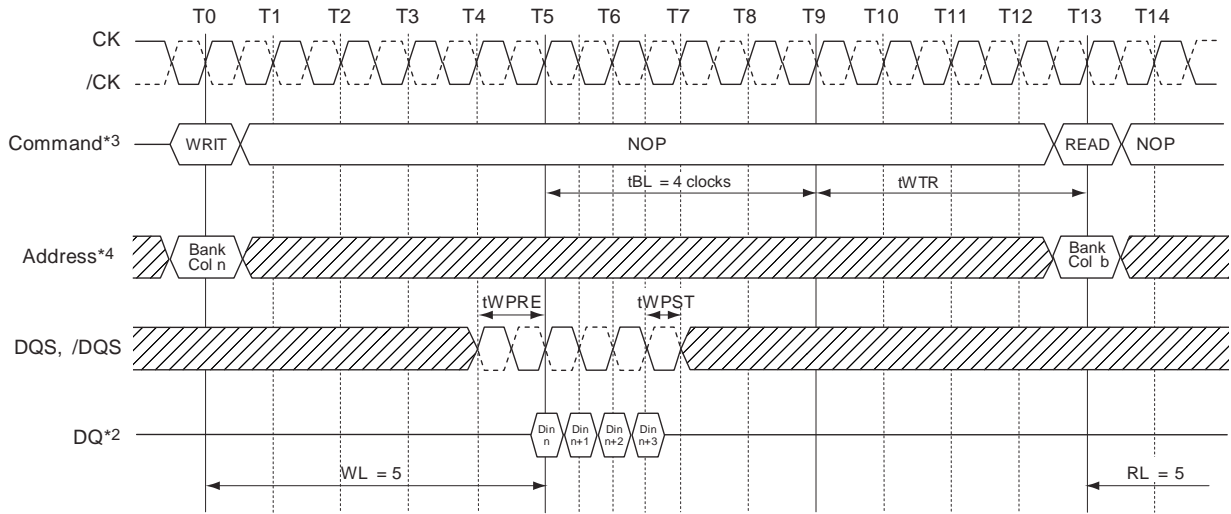 T0 T1 T2 T3 T4 T5 T6 T7 T8 T9 T10 T11 T12 T13 T14
CK
/CK
Command*3 WRIT NOP READ NOP
tBL = 4 clocks tWTR
Address*4 Bank Col n Bank Col b
tWPRE tWPST
DQS, /DQS
DQ*2 Din n Din n+1 Din n+2 Din n+3
WL = 5 RL = 5